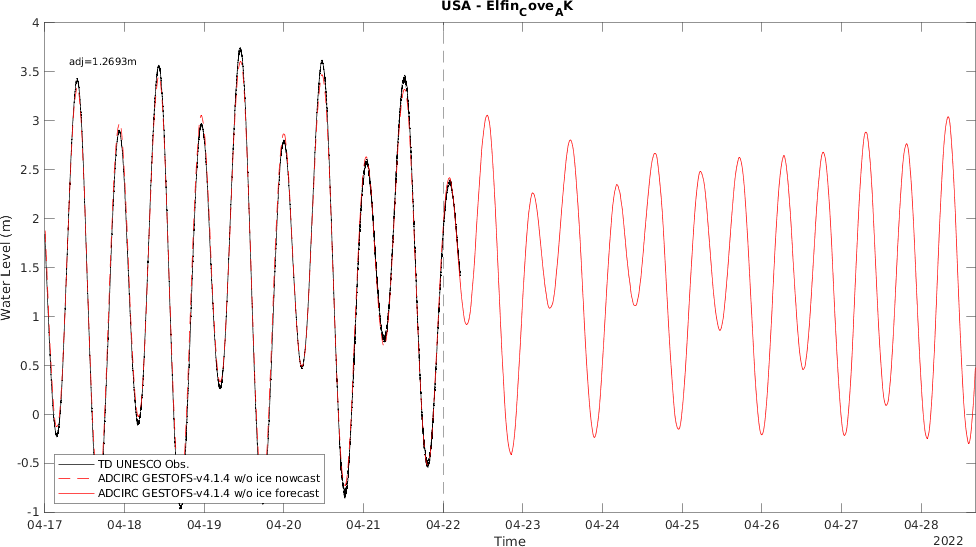 USA - ElfinCoveAK
4
adj=1.2693m
3.5
3
2.5
2
1.5
1
0.5
0
-0.5
-1
Water Level (m)
TD UNESCO Obs.
ADCIRC GESTOFS-v4.1.4 w/o ice nowcast
ADCIRC GESTOFS-v4.1.4 w/o ice forecast
04-17 04-18 04-19 04-20 04-21 04-22 04-23 04-24 04-25 04-26 04-27 04-28
Time
2022